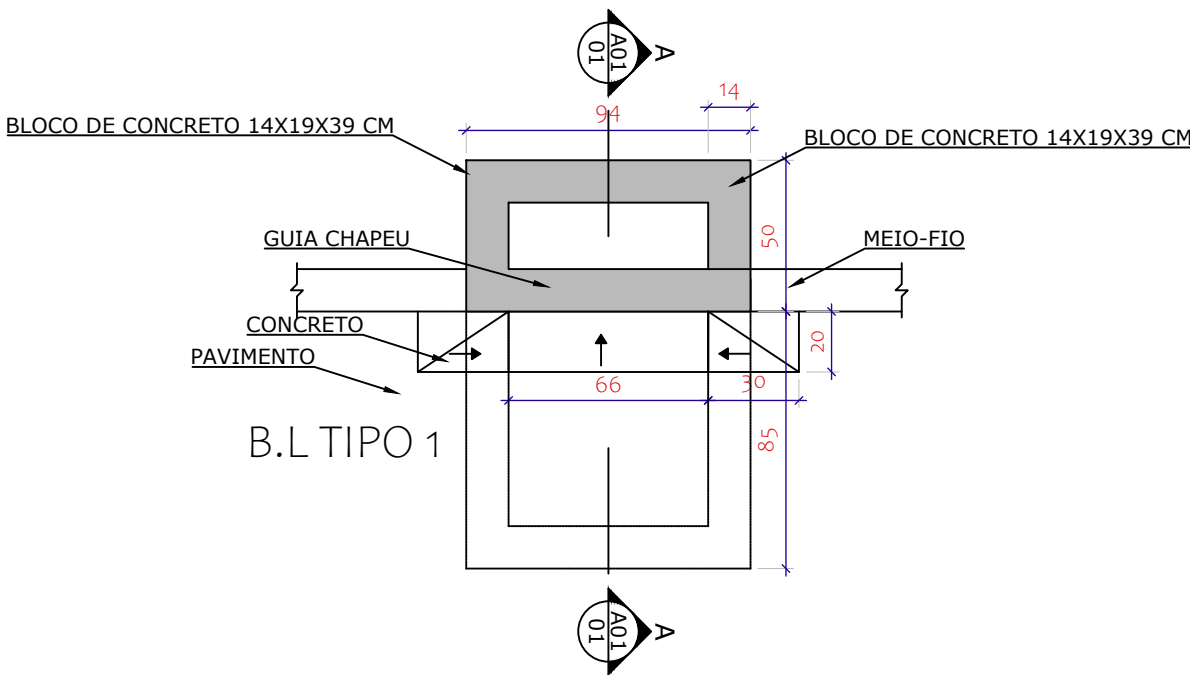 A01
01
A
14
94
BLOCO DE CONCRETO 14X19X39 CM
BLOCO DE CONCRETO 14X19X39 CM
50
GUIA CHAPEU
MEIO-FIO
CONCRETO
20
PAVIMENTO
66
30
B.L TIPO 1
85
A01
01
A